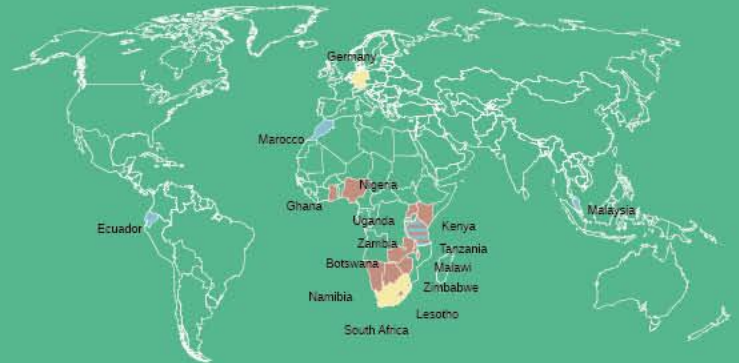 Germany
Marocco
Nigeria
Ghana
Malaysia
Uganda
Kenya
Ecuador
Zambia
Tanzania
Botswana
Malawi
Zimbabwe
Namibia
Lesotho
South Africa